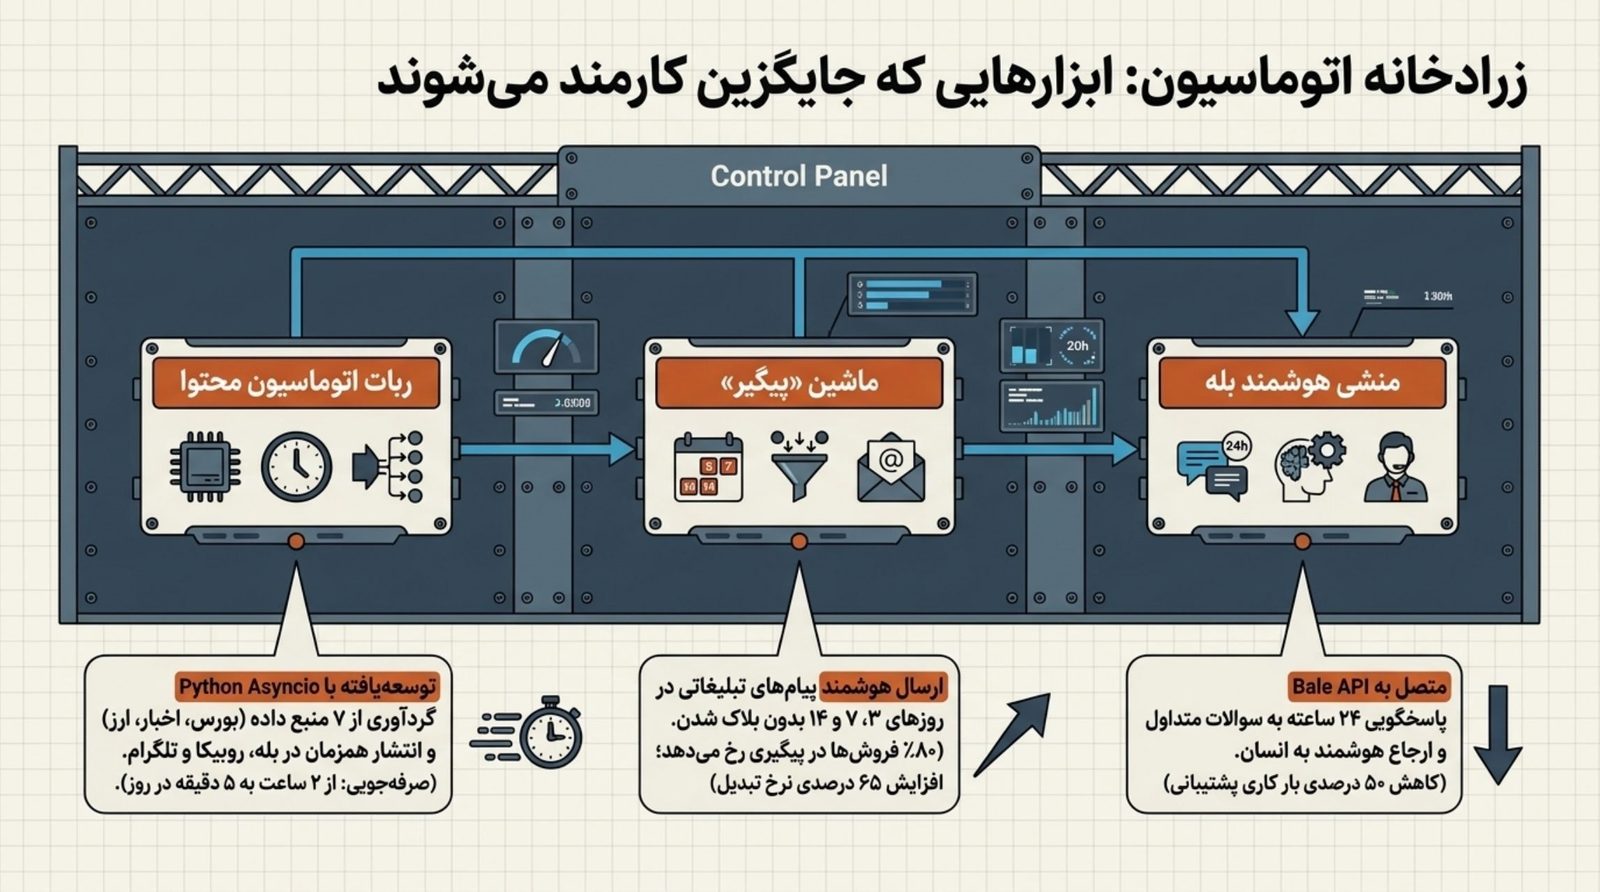 زرادخانه اتوماسیون: ابزارهایی که جایگزین کارمند می‌شوند
Control Panel
منشی هوشمند بله
24h
متصل به Bale API
پاسخگویی ۲۴ ساعته به سوالات متداول
و ارجاع هوشمند به انسان.
(کاهش ۵۰ درصدی بار کاری پشتیبانی)
20h
ماشین «پیگیر»
7
14
@
ارسال هوشمند پیام‌های تبلیغاتی در
روزهای ۳، ۷ و ۱۴ بدون بلاک شدن.
(۸۰٪ فروش‌ها در پیگیری رخ می‌دهد؛
افزایش ۶۵ درصدی نرخ تبدیل)
ربات اتوماسیون محتوا
توسعه‌یافته با Python Asyncio
گردآوری از ۷ منبع داده (بورس، اخبار، ارز)
و انتشار همزمان در بله، روبیکا و تلگرام.
(صرفه‌جویی: از ۲ ساعت به ۵ دقیقه در روز).